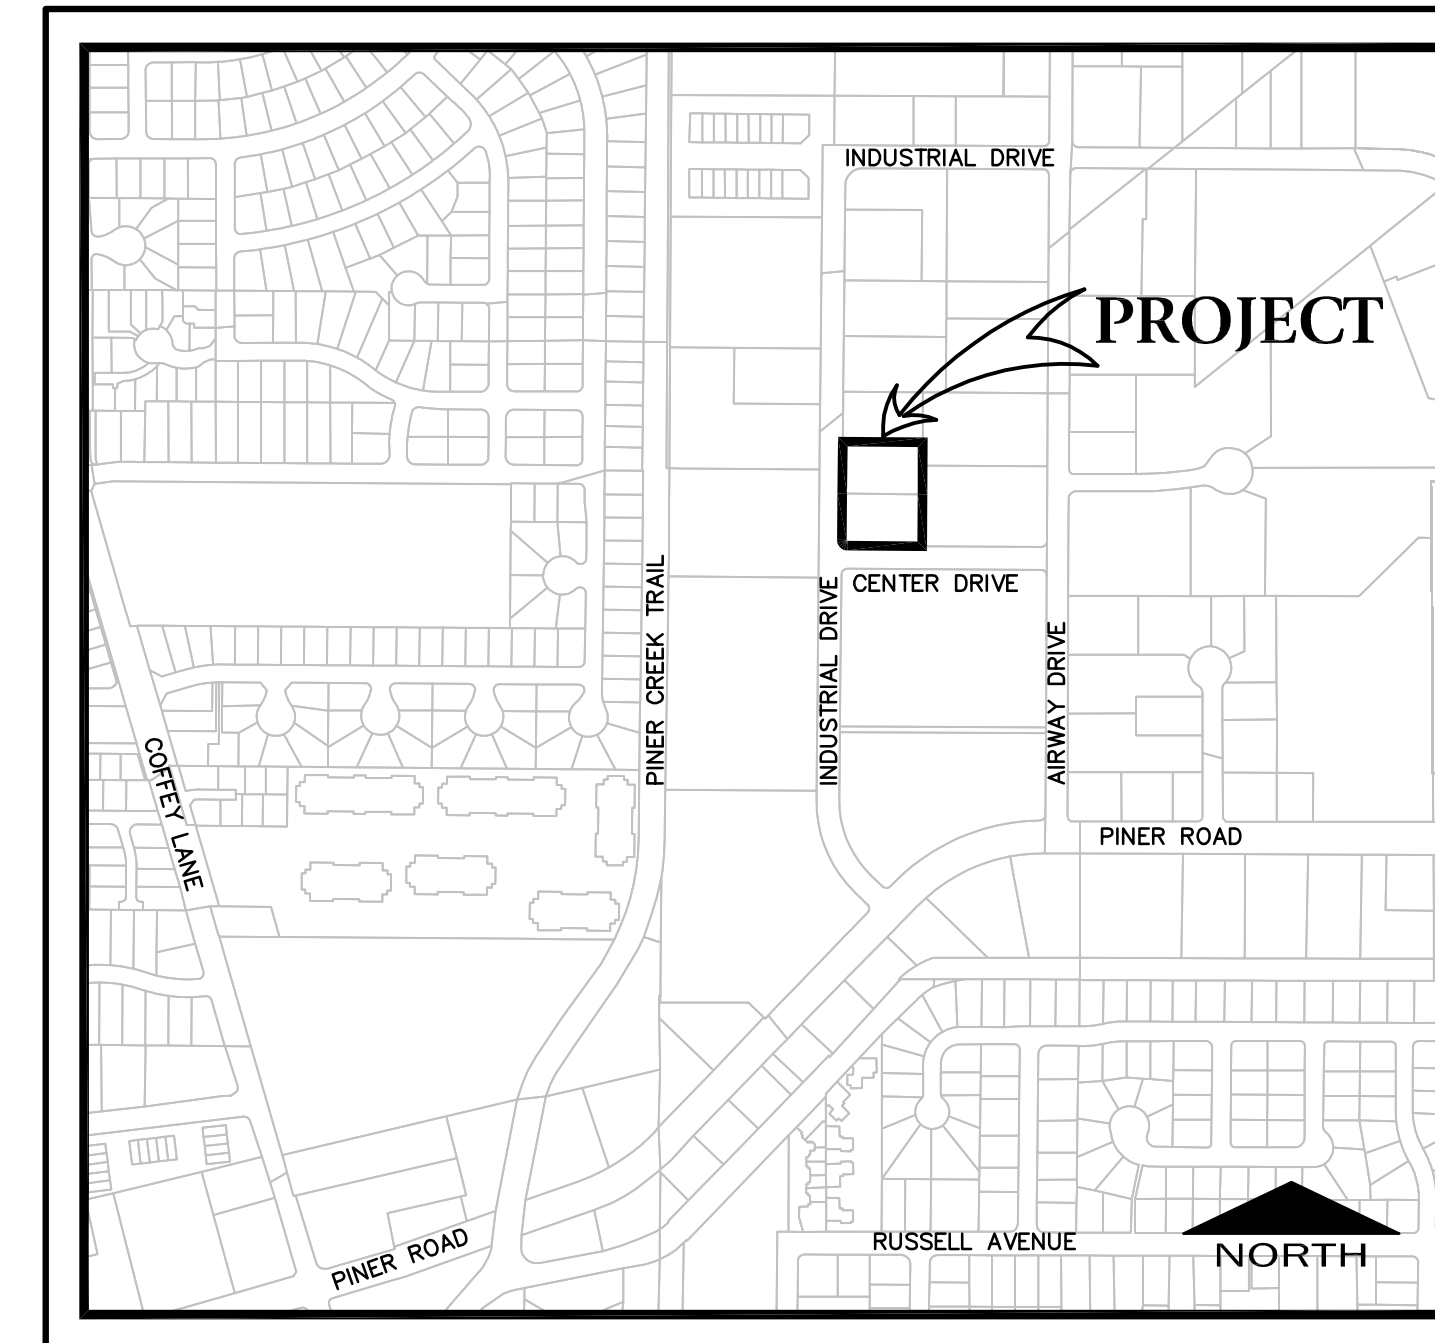 INDUSTRIAL DRIVE
PROJECT
CENTER DRIVE
PINER CREEK TRAIL
INDUSTRIAL DRIVE
AIRWAY DRIVE
COFFEY LANE
PINER ROAD
RUSSELL AVENUE
PINER ROAD
NORTH